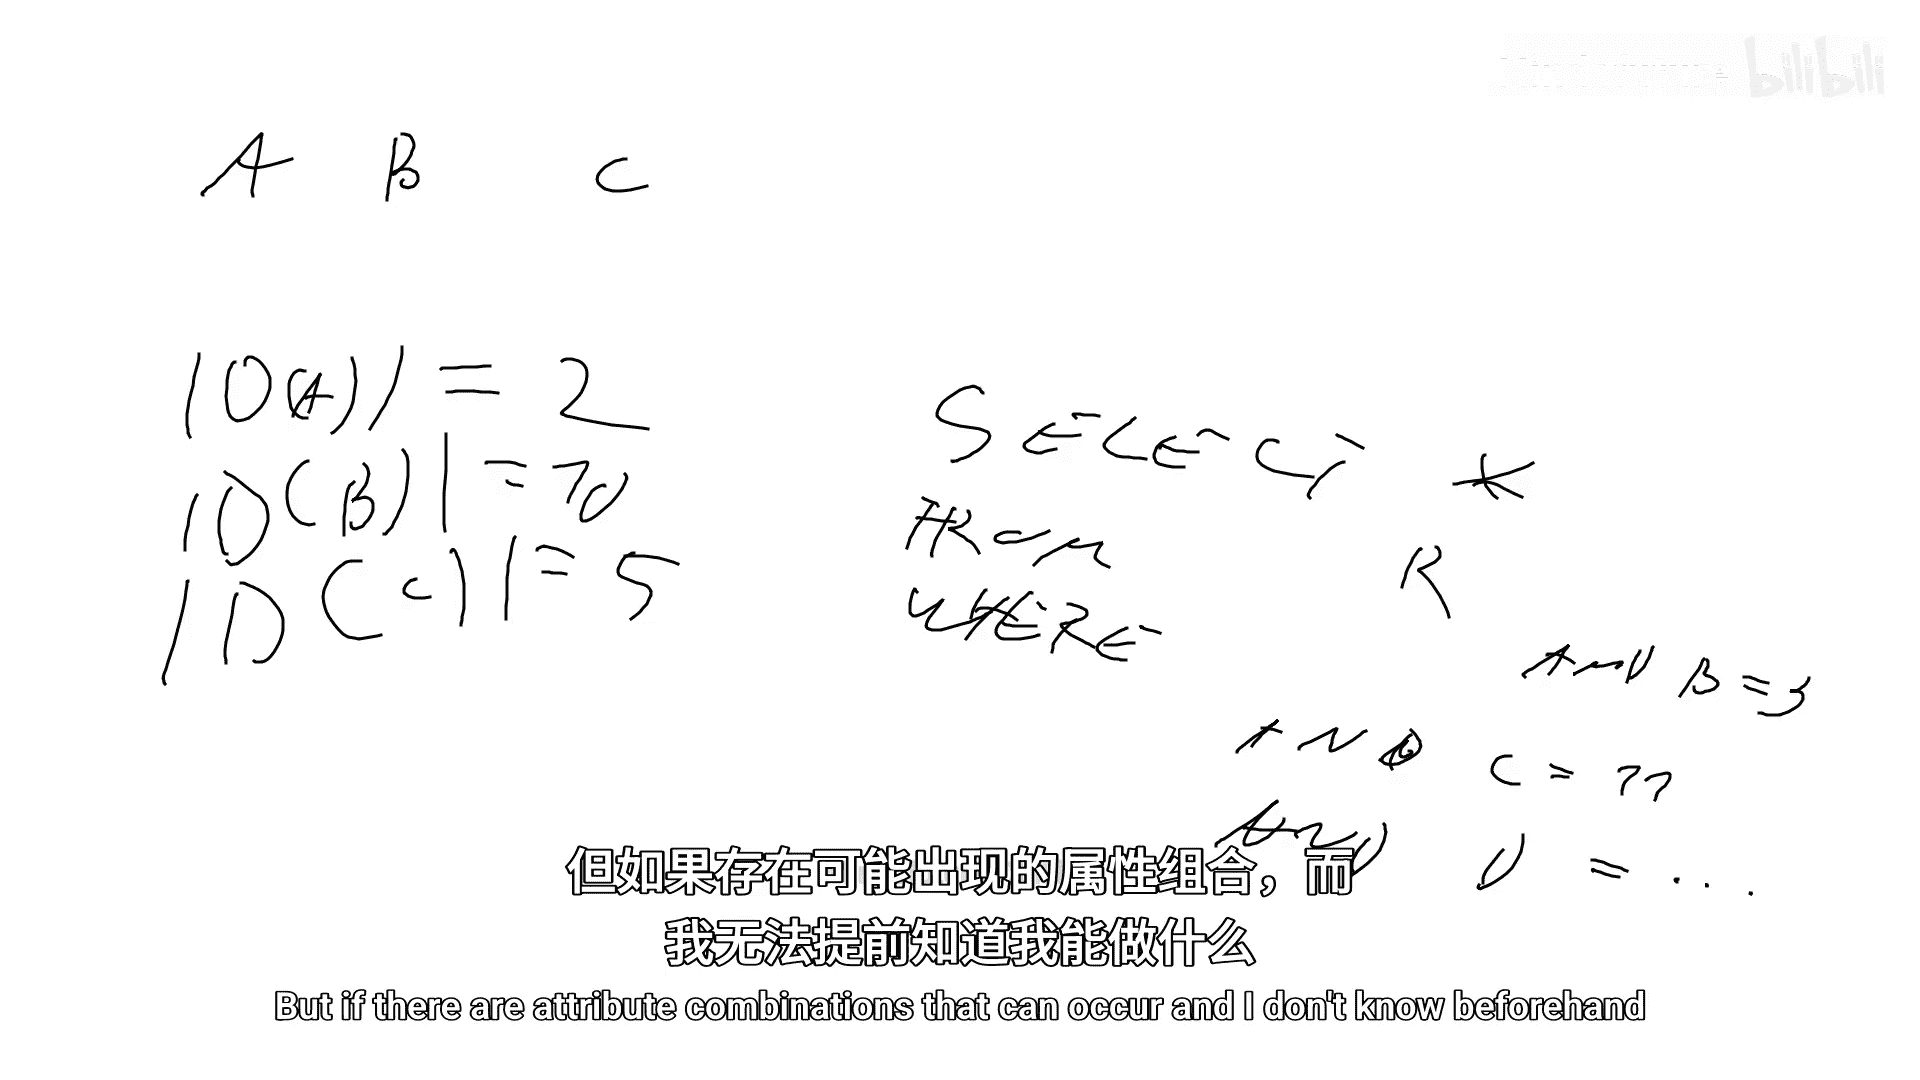 bilibili
A B C
|D(A)| = 2
|D(B)| = 10
|D(C)| = 5
SELECT *
FROM R
WHERE
AND B = 3
AND C = ??
AND D = ...
但如果存在可能出现的属性组合，而
我无法提前知道我能做什么
But if there are attribute combinations that can occur and I don't know beforehand